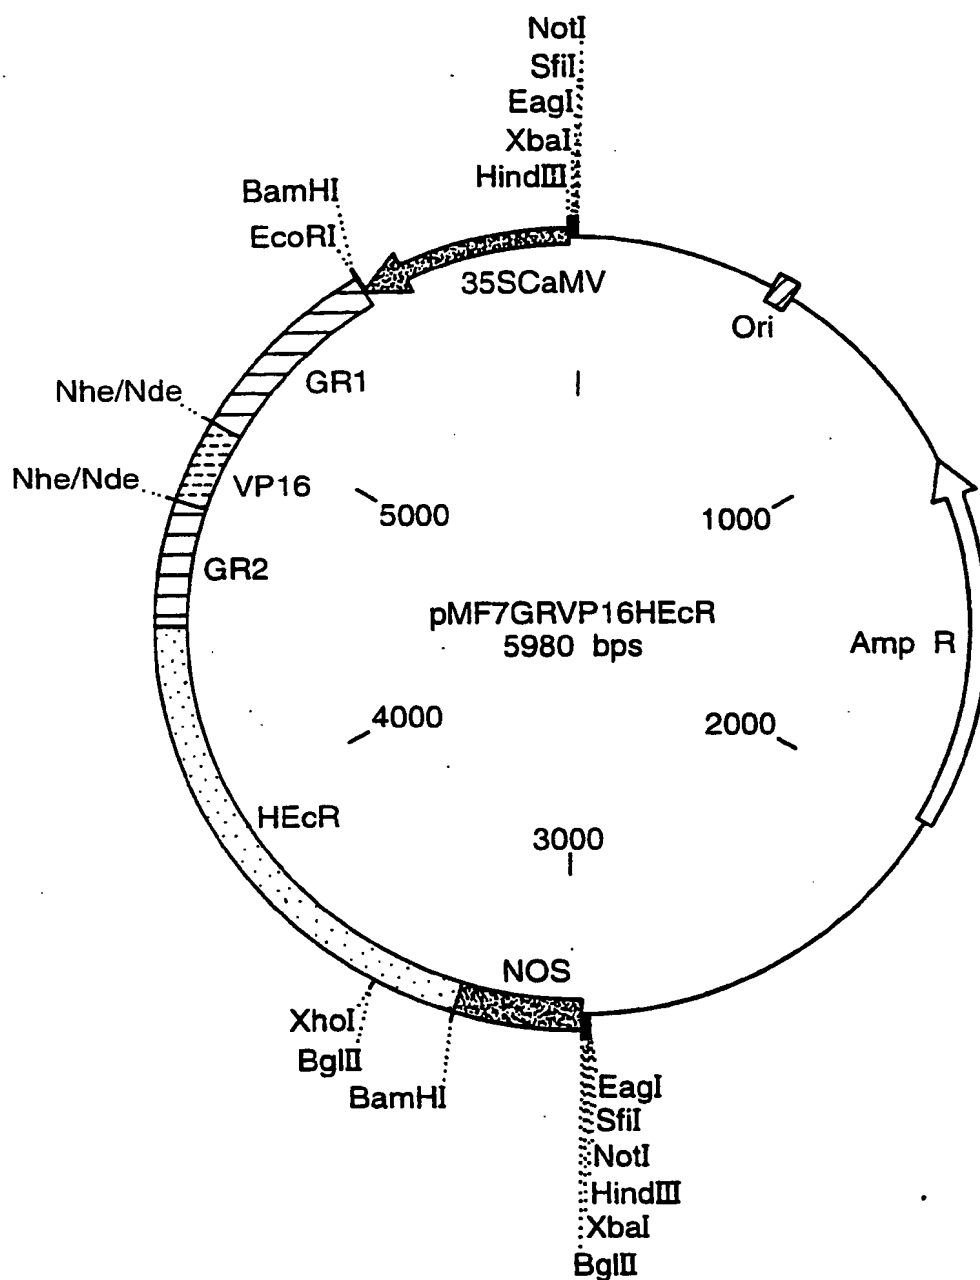 NotI
SfiI
EagI
XbaI
HindIII
BamHI
EcoRI
35SCaMV
Ori
GR1
Nhe/Nde
Nhe/Nde
VP16
5000
1000
GR2
pMF7GRVP16HEcR
5980 bps
Amp R
4000
2000
HEcR
3000
NOS
XhoI
BglII
BamHI
EagI
SfiI
NotI
HindIII
XbaI
BglII